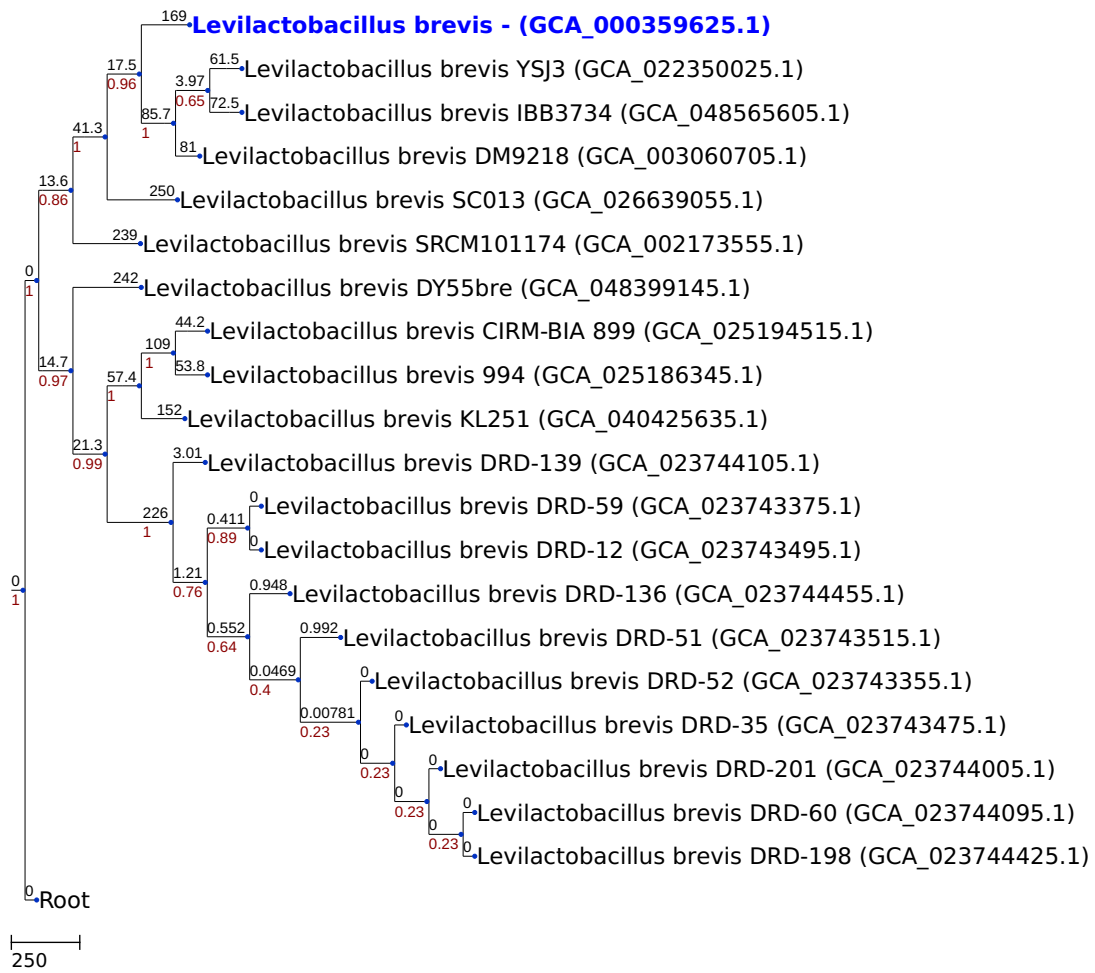 169
Levilactobacillus brevis - (GCA_000359625.1)
17.5
0.96
61.5
Levilactobacillus brevis YSJ3 (GCA_022350025.1)
3.97
0.65
72.5
Levilactobacillus brevis IBB3734 (GCA_048565605.1)
85.7
1
81
Levilactobacillus brevis DM9218 (GCA_003060705.1)
41.3
1
250
Levilactobacillus brevis SC013 (GCA_026639055.1)
13.6
0.86
239
Levilactobacillus brevis SRCM101174 (GCA_002173555.1)
0
1
242
Levilactobacillus brevis DY55bre (GCA_048399145.1)
44.2
Levilactobacillus brevis CIRM-BIA 899 (GCA_025194515.1)
109
1
53.8
Levilactobacillus brevis 994 (GCA_025186345.1)
14.7
0.97
57.4
1
152
Levilactobacillus brevis KL251 (GCA_040425635.1)
21.3
0.99
3.01
Levilactobacillus brevis DRD-139 (GCA_023744105.1)
226
1
0
Levilactobacillus brevis DRD-59 (GCA_023743375.1)
0.411
0.89
0
Levilactobacillus brevis DRD-12 (GCA_023743495.1)
1.21
0.76
0.948
Levilactobacillus brevis DRD-136 (GCA_023744455.1)
0
1
0.552
0.64
0.992
Levilactobacillus brevis DRD-51 (GCA_023743515.1)
0.0469
0.4
0
Levilactobacillus brevis DRD-52 (GCA_023743355.1)
0.00781
0.23
0
Levilactobacillus brevis DRD-35 (GCA_023743475.1)
0
0.23
0
Levilactobacillus brevis DRD-201 (GCA_023744005.1)
0
0.23
0
Levilactobacillus brevis DRD-60 (GCA_023744095.1)
0
0.23
0
Levilactobacillus brevis DRD-198 (GCA_023744425.1)
0
Root
250